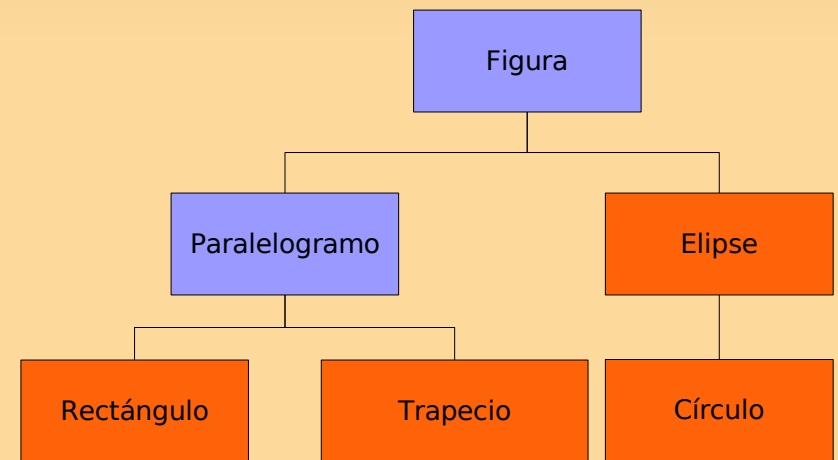 Figura
Paralelogramo
Elipse
Rectángulo
Trapecio
Círculo